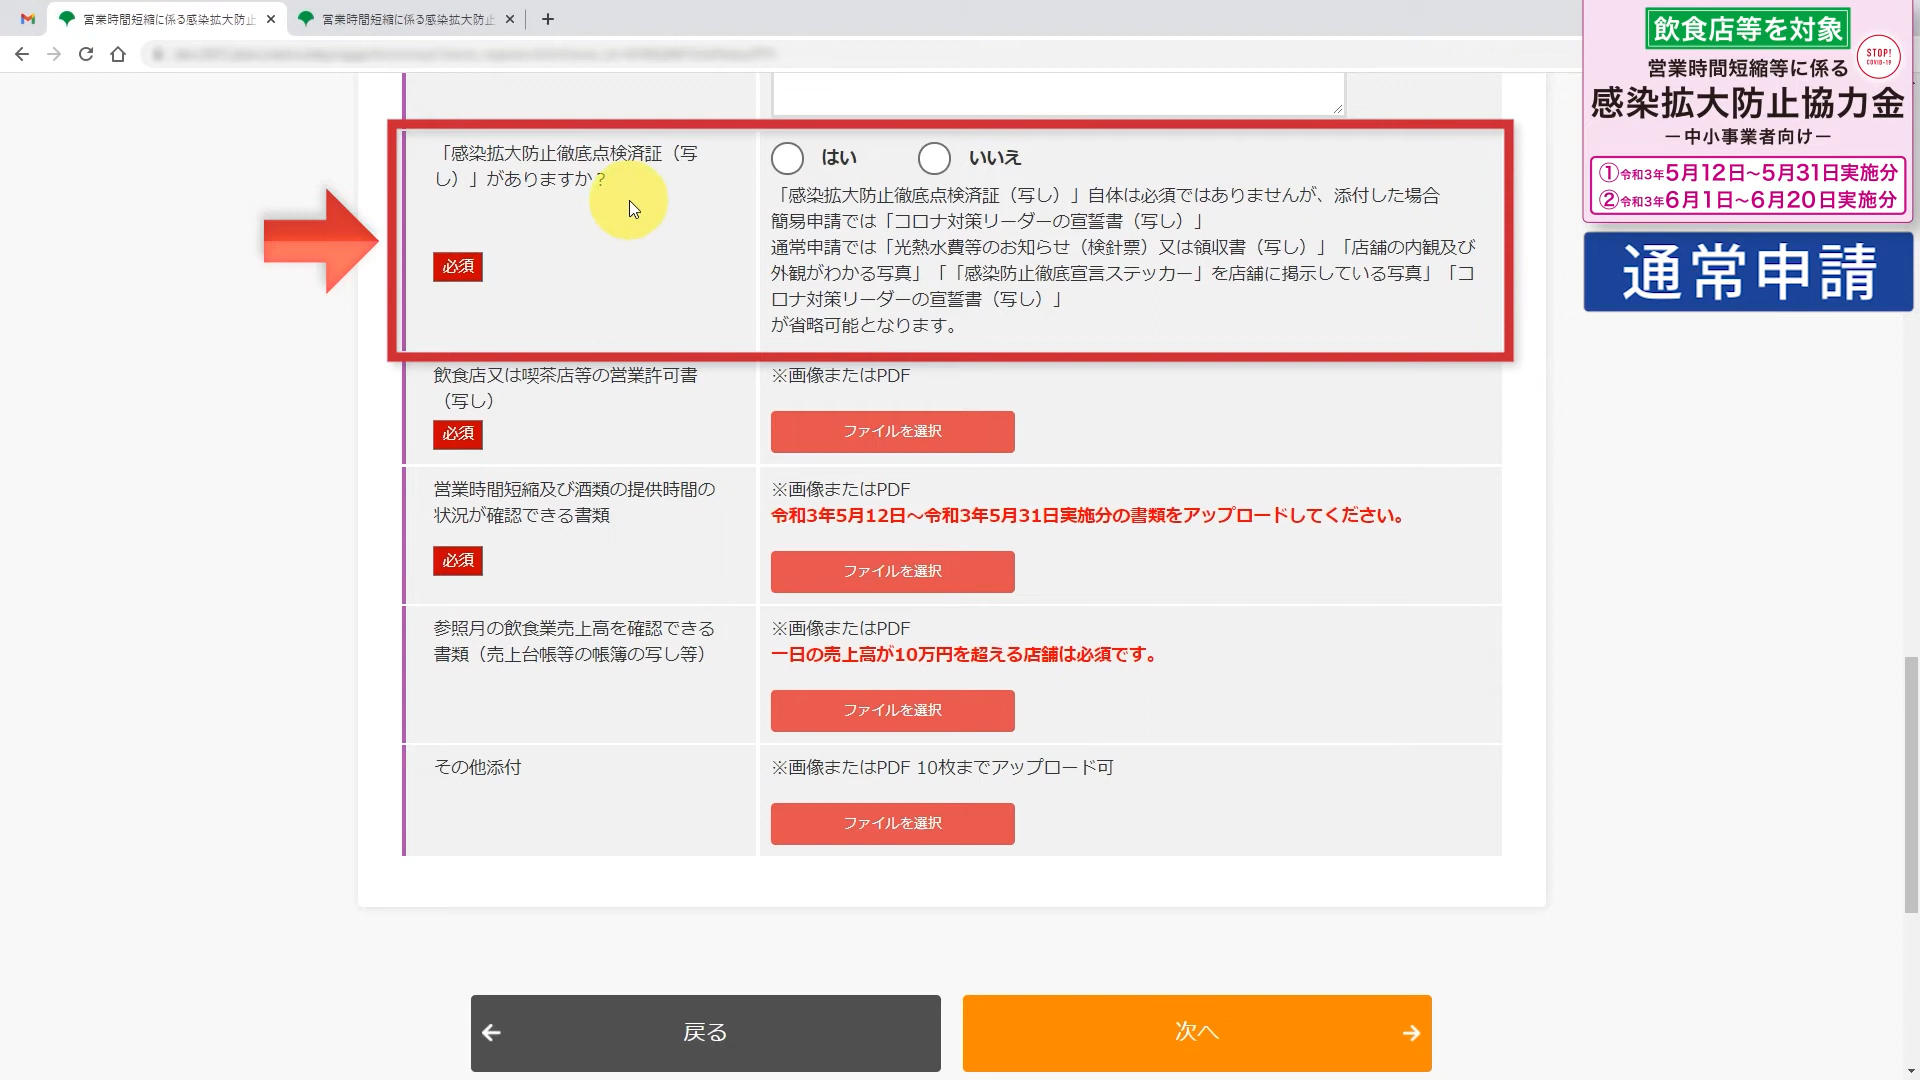 営業時間短縮に係る感染拡大防止
営業時間短縮に係る感染拡大防止
飲食店等を対象
STOP!
COVID-19
営業時間短縮等に係る
感染拡大防止協力金
―中小事業者向け―
①令和3年5月12日～5月31日実施分
②令和3年6月1日～6月20日実施分
通常申請
「感染拡大防止徹底点検済証（写
し）」がありますか？
必須
はい
いいえ
「感染拡大防止徹底点検済証（写し）」自体は必須ではありませんが、添付した場合
簡易申請では「コロナ対策リーダーの宣誓書（写し）」
通常申請では「光熱水費等のお知らせ（検針票）又は領収書（写し）」「店舗の内観及び
外観がわかる写真」「「感染防止徹底宣言ステッカー」を店舗に掲示している写真」「コ
ロナ対策リーダーの宣誓書（写し）」
が省略可能となります。
飲食店又は喫茶店等の営業許可書
（写し）
必須
※画像またはPDF
ファイルを選択
営業時間短縮及び酒類の提供時間の
状況が確認できる書類
必須
※画像またはPDF
令和3年5月12日～令和3年5月31日実施分の書類をアップロードしてください。
ファイルを選択
参照月の飲食業売上高を確認できる
書類（売上台帳等の帳簿の写し等）
※画像またはPDF
一日の売上高が10万円を超える店舗は必須です。
ファイルを選択
その他添付
※画像またはPDF 10枚までアップロード可
ファイルを選択
戻る
次へ